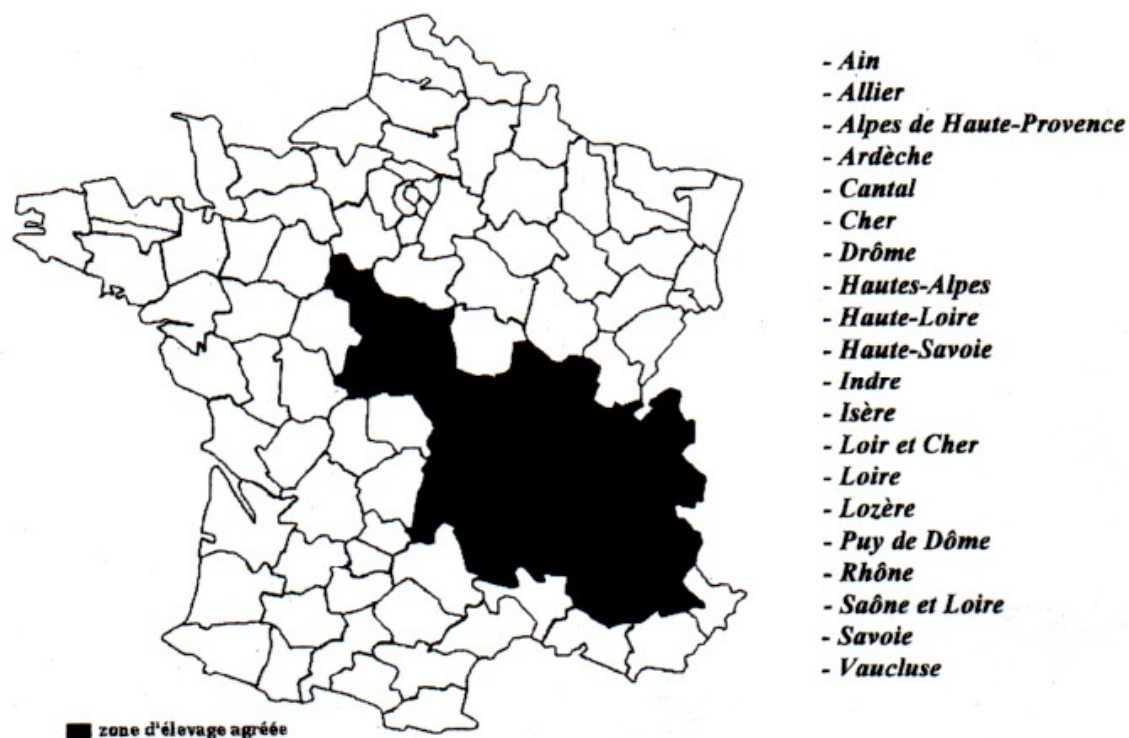 - Ain
- Allier
- Alpes de Haute-Provence
- Ardèche
- Cantal
- Cher
- Drôme
- Hautes-Alpes
- Haute-Loire
- Haute-Savoie
- Indre
- Isère
- Loir et Cher
- Loire
- Lozère
- Puy de Dôme
- Rhône
- Saône et Loire
- Savoie
- Vaucluse
zone d'élevage agréée